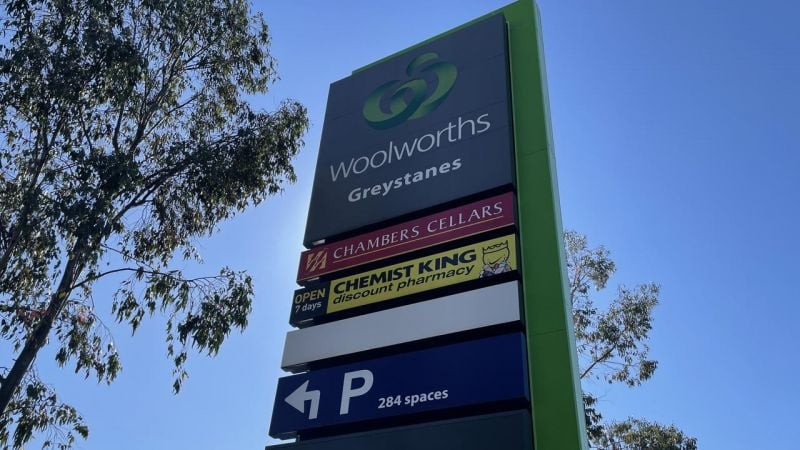 Woolworths
Greystanes
CHAMBERS CELLARS
OPEN
7 days
CHEMIST KING
discount pharmacy
P 284 spaces